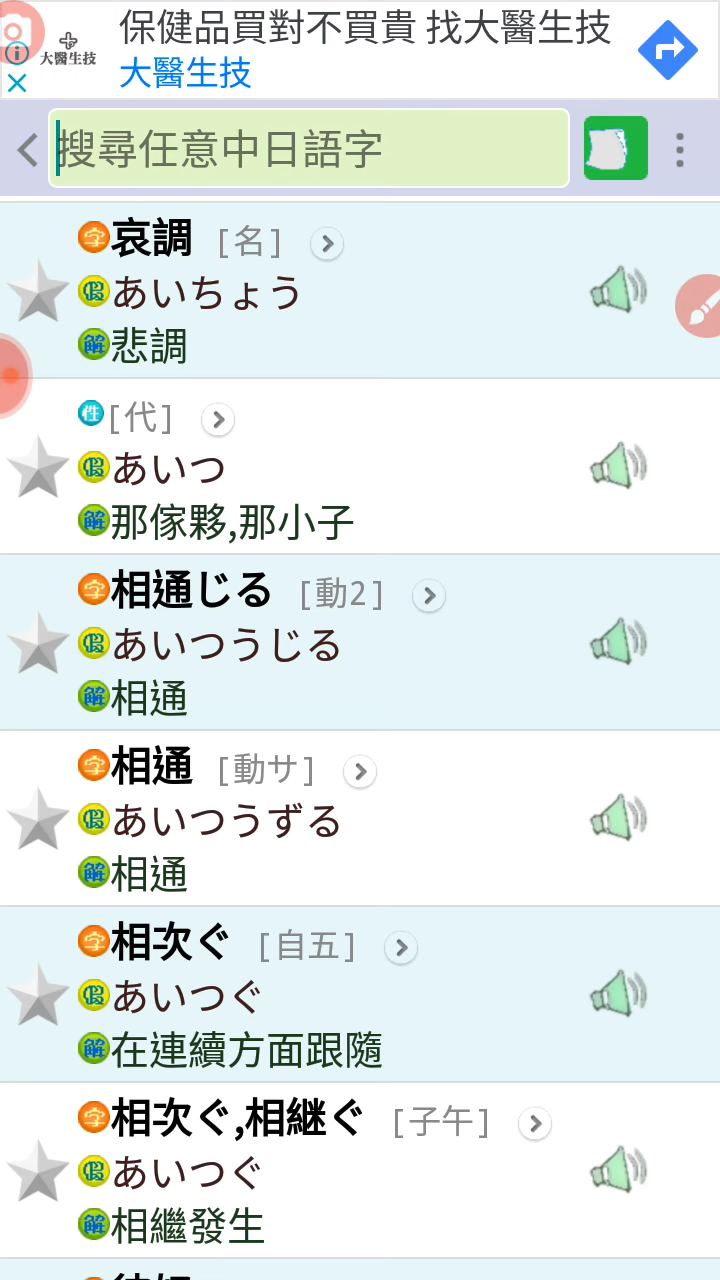 保健品買對不買貴 找大醫生技
大醫生技
大醫生技
搜尋任意中日語字
字哀調 [名]
假あいちょう
解悲調
性[代]
假あいつ
解那傢夥,那小子
字相通じる [動2]
假あいつうじる
解相通
字相通 [動サ]
假あいつうずる
解相通
字相次ぐ [自五]
假あいつぐ
解在連續方面跟隨
字相次ぐ,相継ぐ [子午]
假あいつぐ
解相繼發生